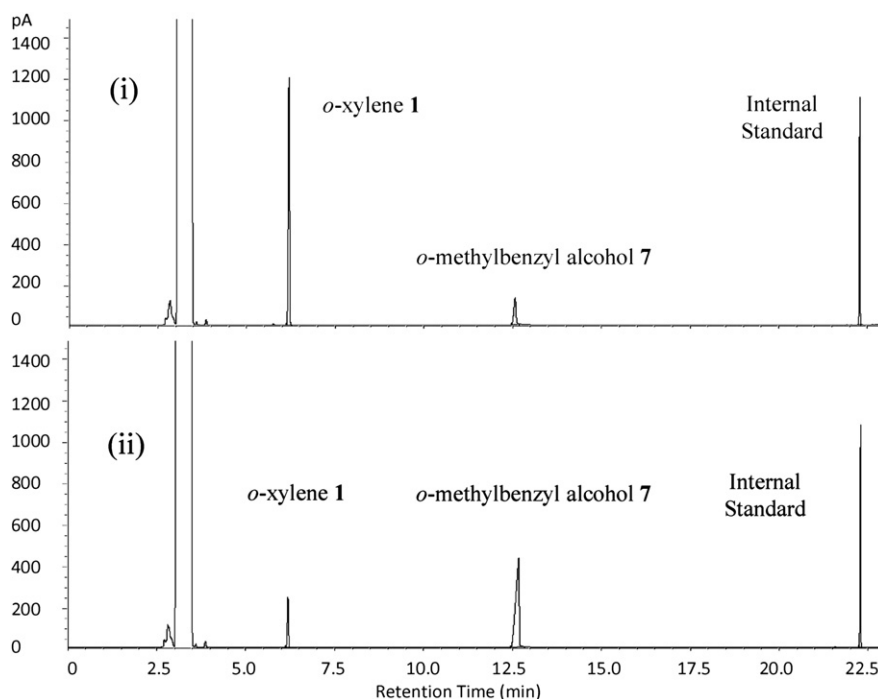 pA
1400
1200
1000
800
600
400
200
0
(i)
o-xylene 1
o-methylbenzyl alcohol 7
Internal
Standard
1400
1200
1000
800
600
400
200
0
(ii)
o-xylene 1
o-methylbenzyl alcohol 7
Internal
Standard
0 2.5 5.0 7.5 10.0 12.5 15.0 17.5 20.0 22.5
Retention Time (min)